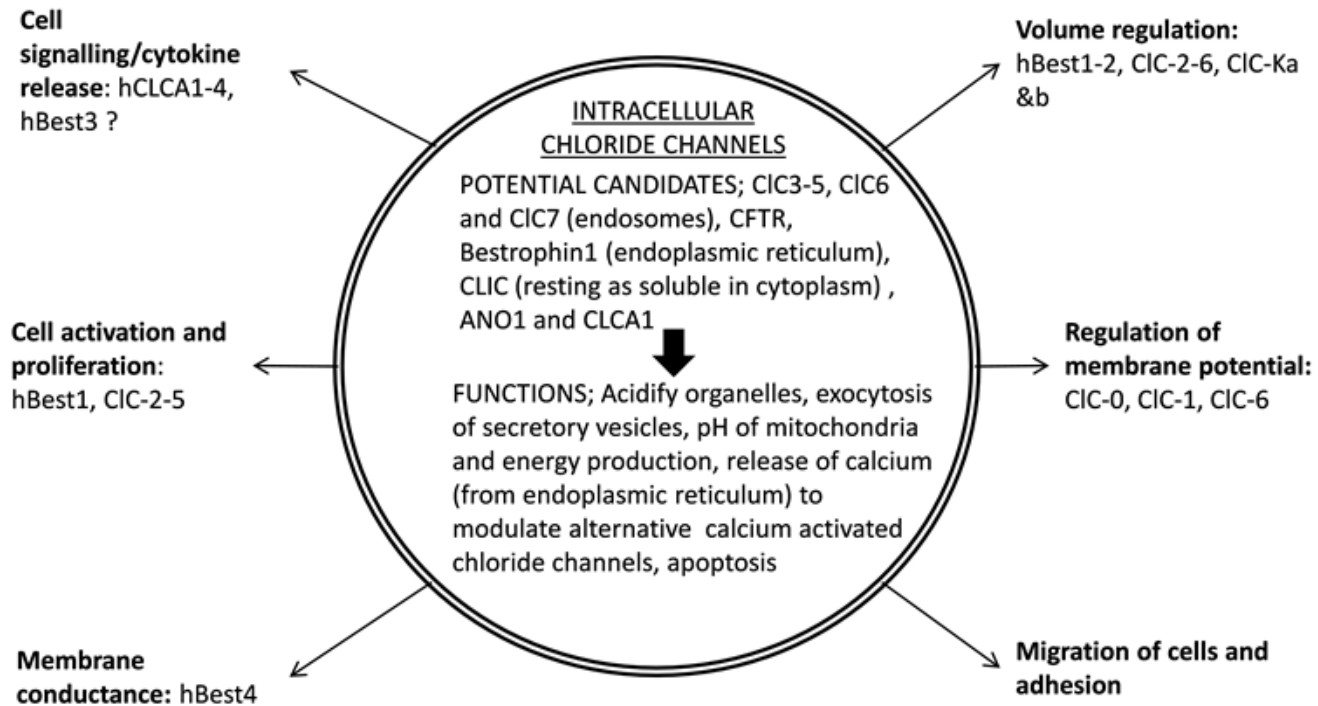 Cell
signalling/cytokine
release: hCLCA1-4,
hBest3 ?
Volume regulation:
hBest1-2, ClC-2-6, ClC-Ka
&b
INTRACELLULAR
CHLORIDE CHANNELS
POTENTIAL CANDIDATES; ClC3-5, ClC6
and ClC7 (endosomes), CFTR,
Bestrophin1 (endoplasmic reticulum),
CLIC (resting as soluble in cytoplasm) ,
ANO1 and CLCA1
Cell activation and
proliferation:
hBest1, ClC-2-5
Regulation of
membrane potential:
ClC-0, ClC-1, ClC-6
FUNCTIONS; Acidify organelles, exocytosis
of secretory vesicles, pH of mitochondria
and energy production, release of calcium
(from endoplasmic reticulum) to
modulate alternative calcium activated
chloride channels, apoptosis
Membrane
conductance: hBest4
Migration of cells and
adhesion